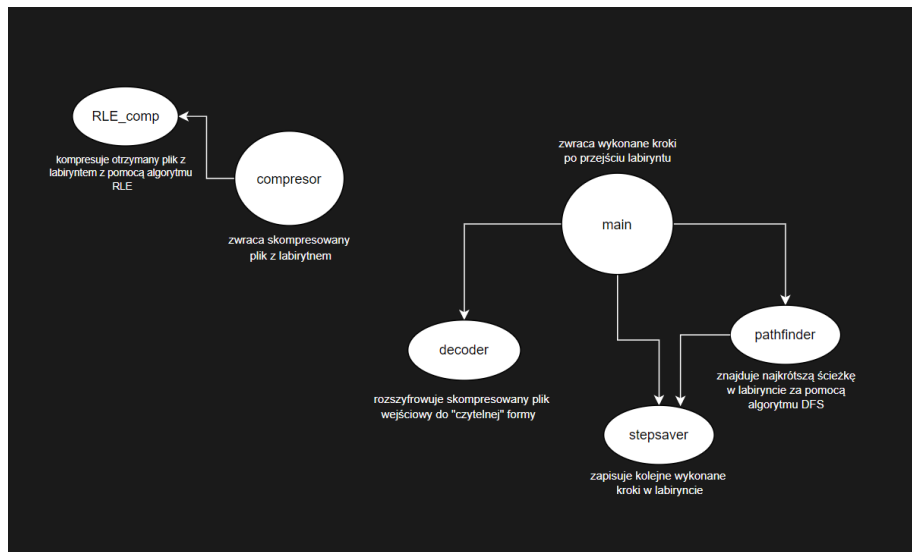 RLE_comp
kompresuje otrzymany plik z
labiryntem z pomocą algorytmu
RLE
compresor
zwraca skompresowany
plik z labirytnem
zwraca wykonane kroki
po przejściu labiryntu
main
decoder
rozszyfrowuje skompresowany plik
wejściowy do "czytelnej" formy
pathfinder
znajduje najkrótszą ścieżkę
w labiryncie za pomocą
algorytmu DFS
stepsaver
zapisuje kolejne wykonane
kroki w labiryncie